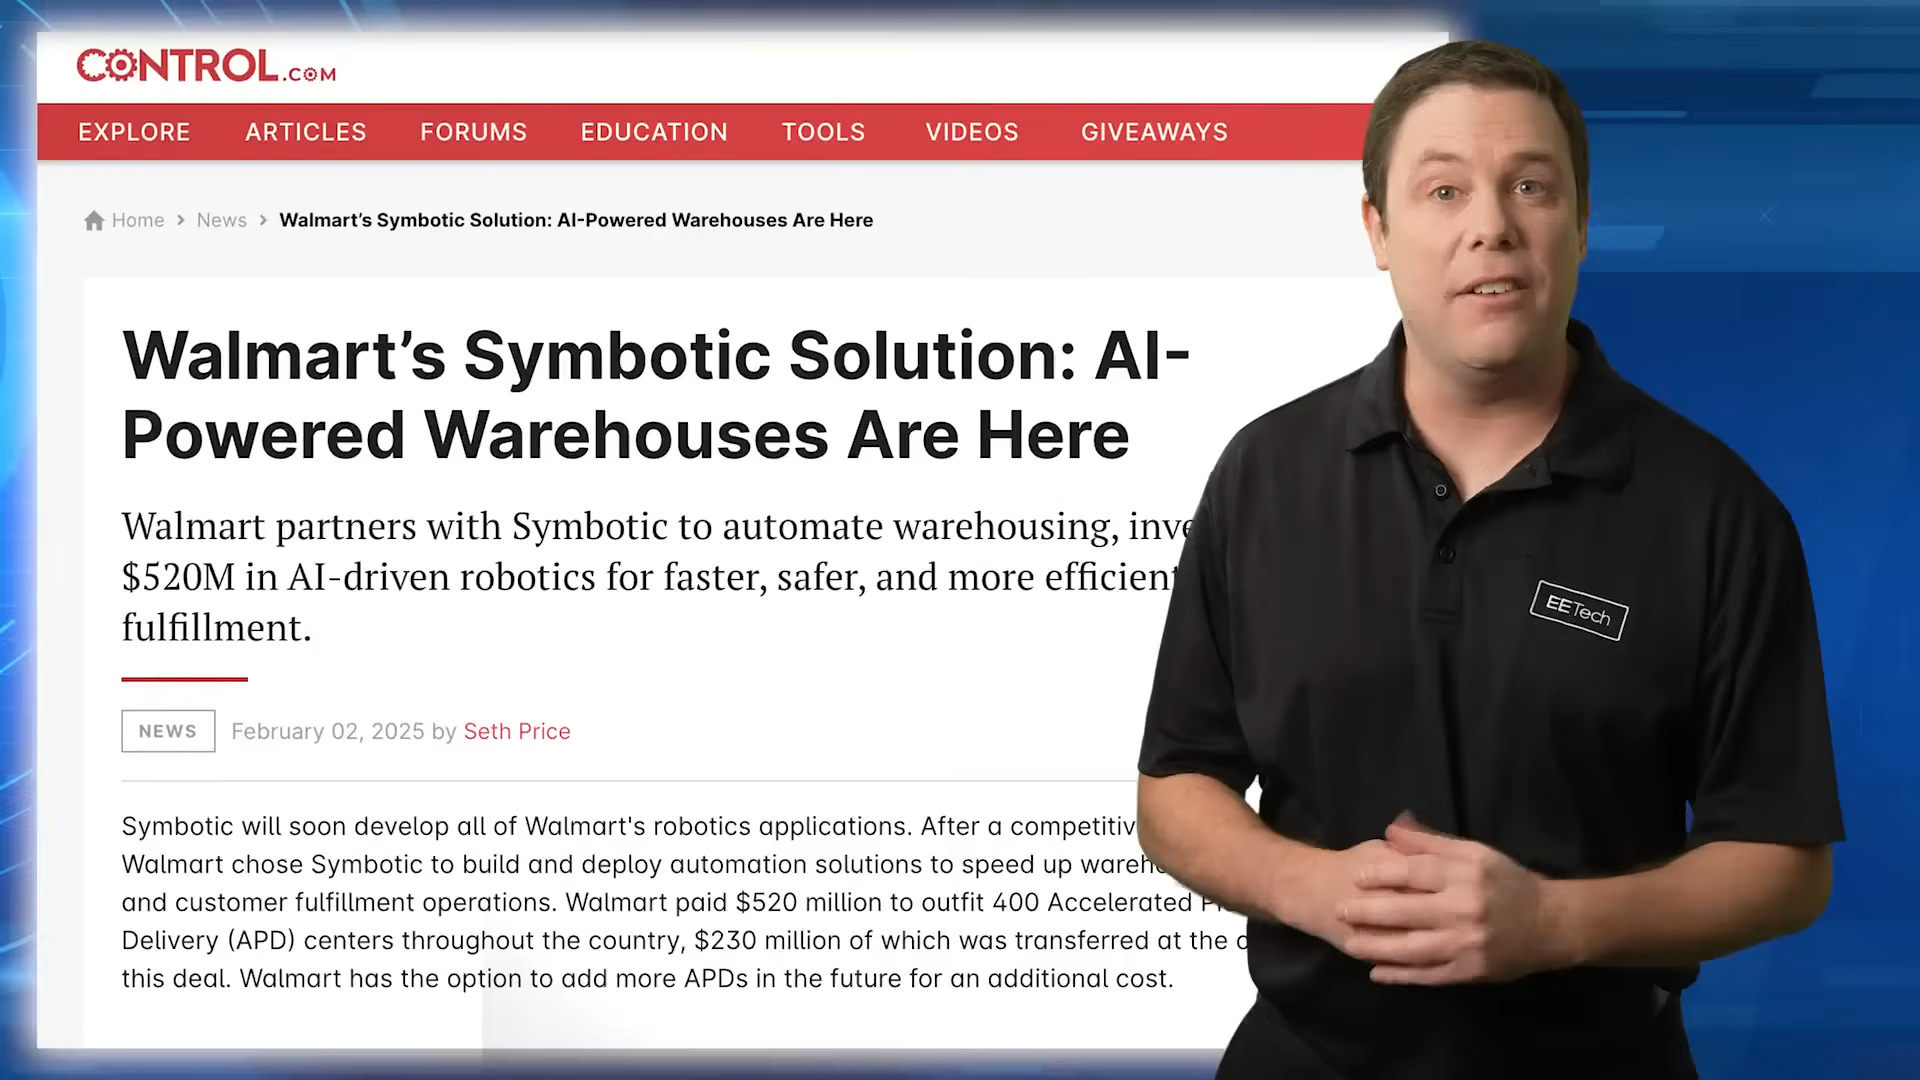 CONTROL.COM
EXPLORE ARTICLES FORUMS EDUCATION TOOLS VIDEOS GIVEAWAYS
Home > News > Walmart's Symbotic Solution: AI-Powered Warehouses Are Here
Walmart's Symbotic Solution: AI-
Powered Warehouses Are Here
Walmart partners with Symbotic to automate warehousing,
$520M in AI-driven robotics for faster, safer, and more efficient
fulfillment.
NEWS February 02, 2025 by Seth Price
Symbotic will soon develop all of Walmart's robotics applications. After a
Walmart chose Symbotic to build and deploy automation solutions to speed up
and customer fulfillment operations. Walmart paid $520 million to outfit 400 Accelerated
Delivery (APD) centers throughout the country, $230 million of which was transferred at the
this deal. Walmart has the option to add more APDs in the future for an additional cost.
EETech